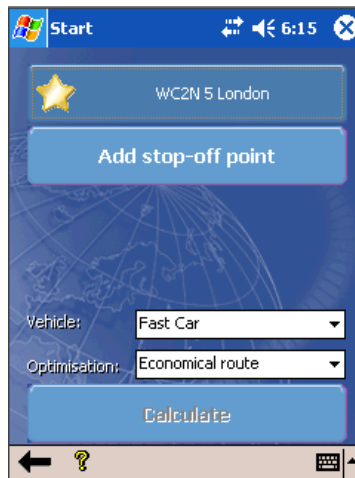 Start 6:15
WC2N 5 London
Add stop-off point
Vehicle: Fast Car
Optimisation: Economical route
Calculate